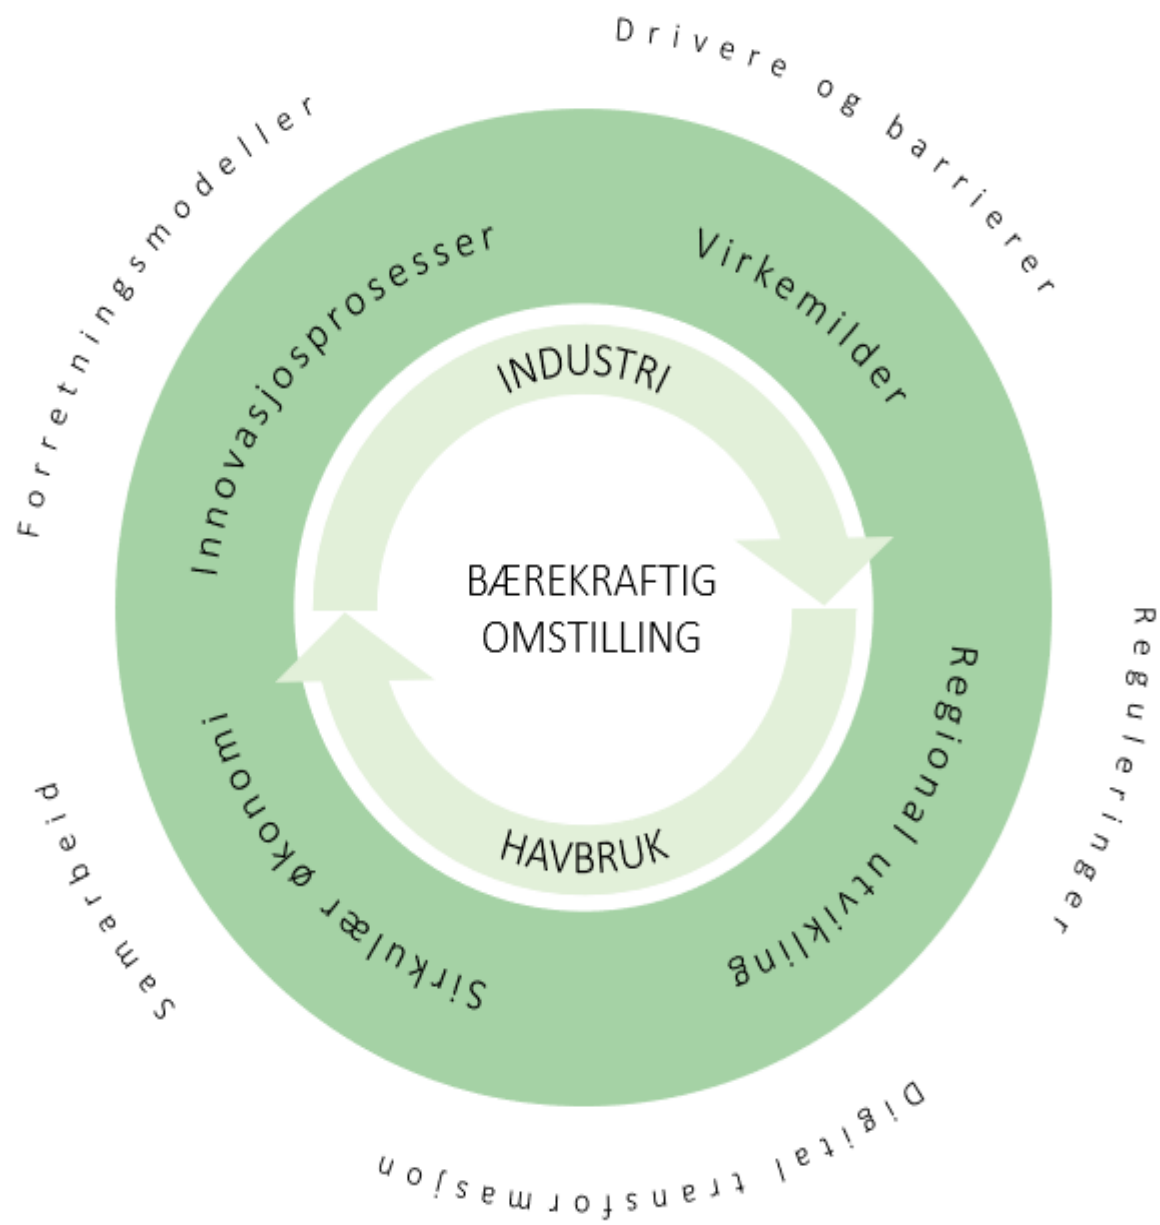 Drivere og barrierer
Forretningsmodeller
Innovasjosprosesser
Virkemilder
INDUSTRI
BÆREKRAFTIG
OMSTILLING
HAVBRUK
Reguleringer
Regional utvikling
Sirkulær økonomi
Samarbeid
Digital transformasjon